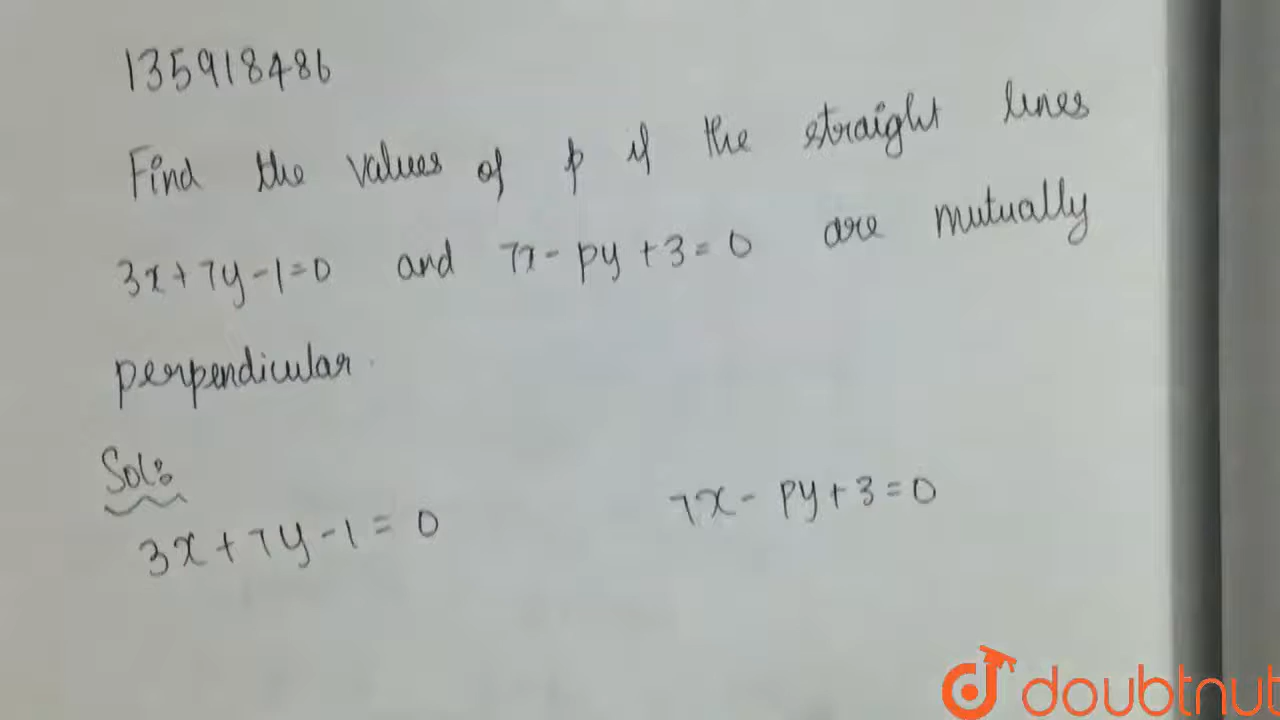 135918486
Find the values of p if the straight lines
3x+7y-1=0 and 7x-py+3=0 are mutually
perpendicular.
Sol:
3x+7y-1=0 7x-py+3=0
doubtnut